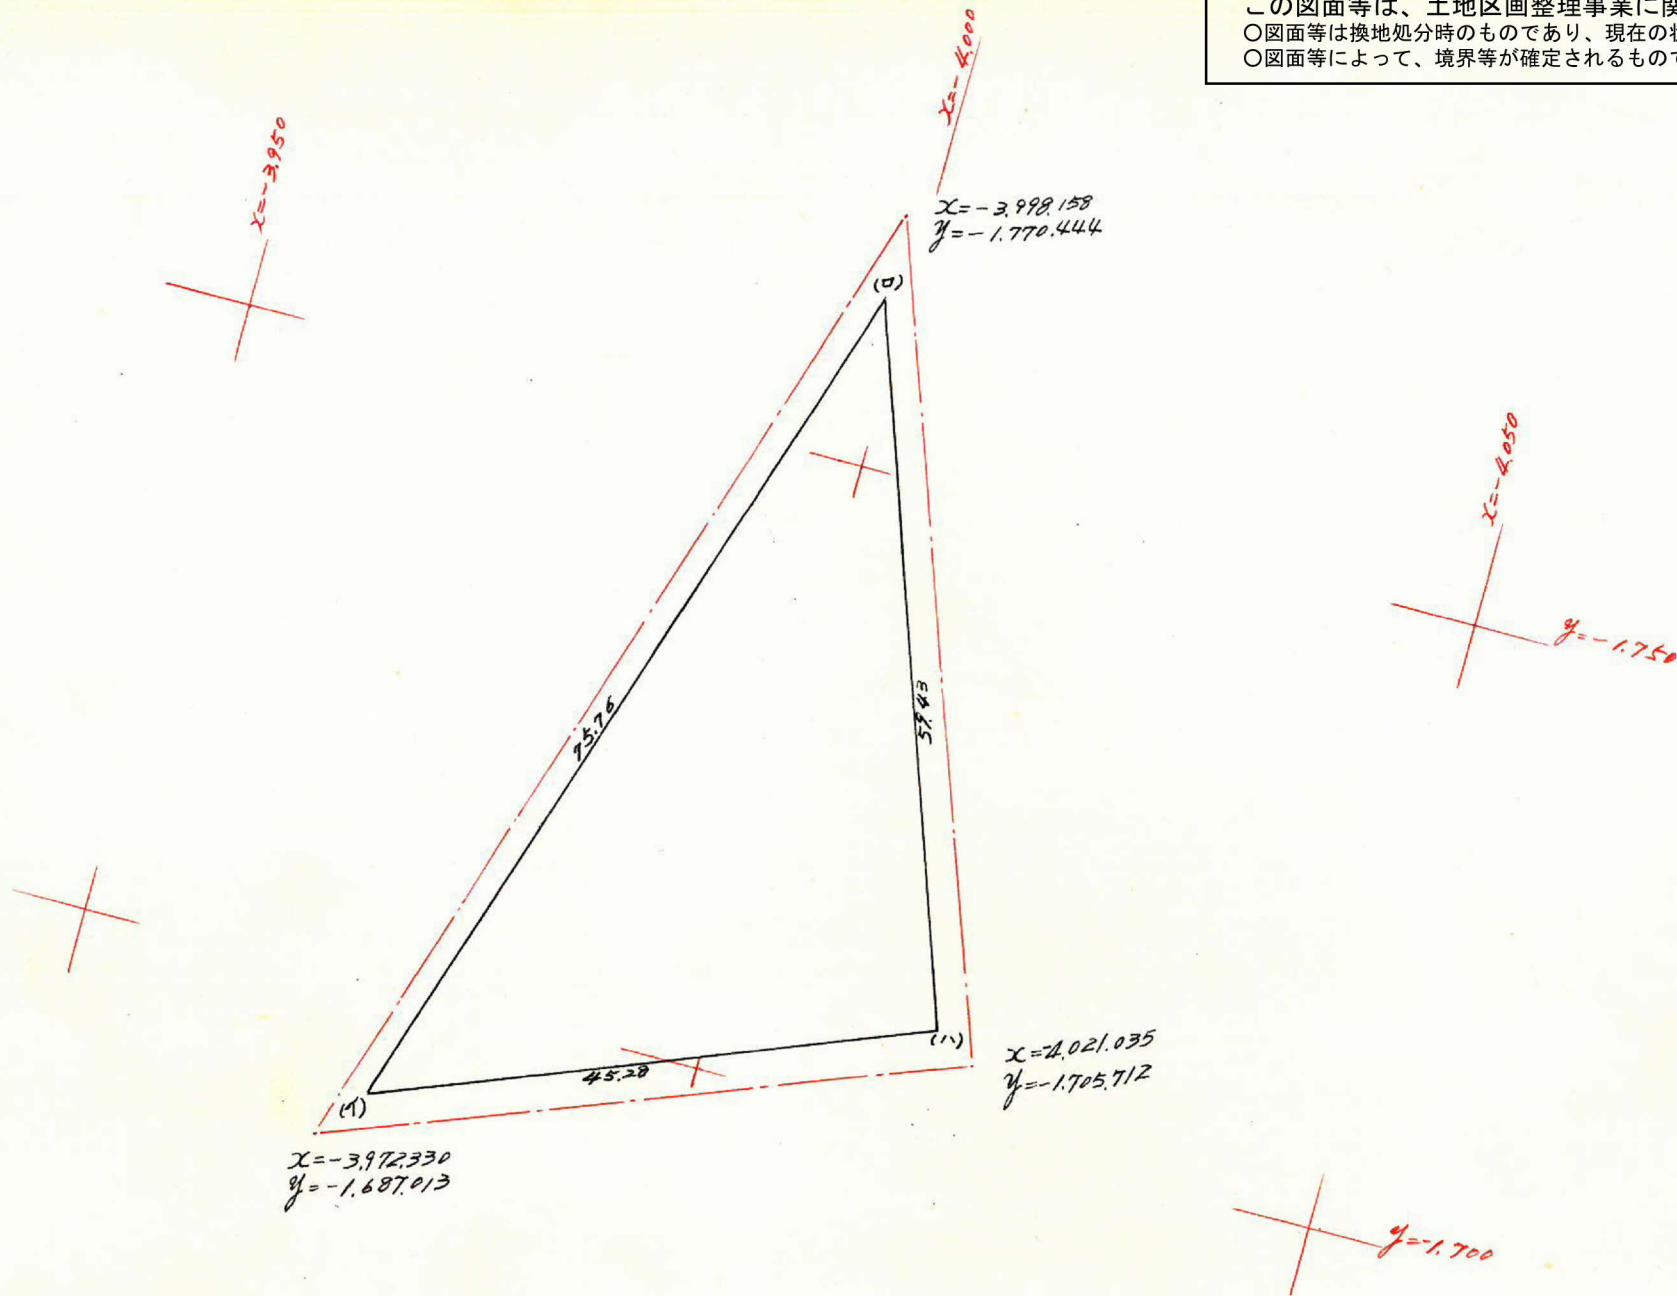 この図面等は、土地区画整理事業に関
〇図面等は換地処分時のものであり、現在の
〇図面等によって、境界等が確定されるもので
x=-4.000
x=-3.950
x=-3.998.158
y=-1.770.444
(ロ)
x=-4.050
y=-1.750
75.76
59.43
(ハ)
x=-4.021.035
y=-1.705.712
45.28
(イ)
x=-3.972.330
y=-1.687.013
y=-1.700